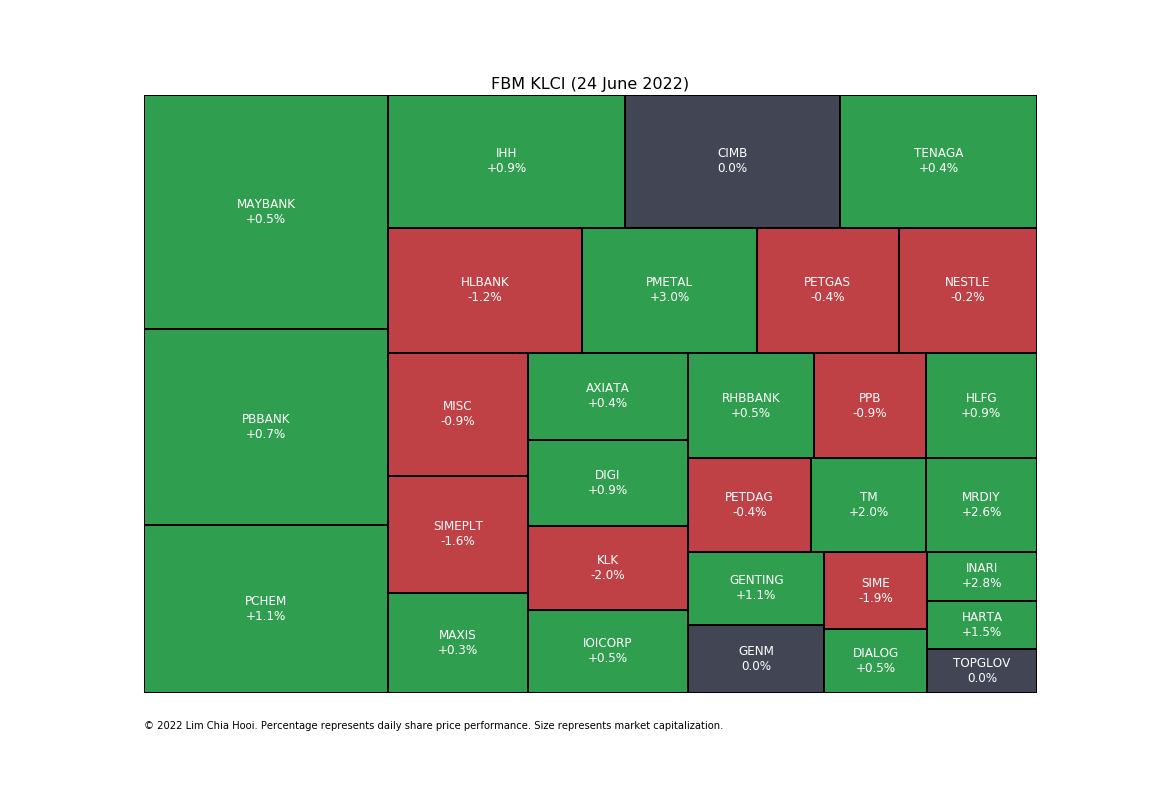 FBM KLCI (24 June 2022)
MAYBANK
+0.5%
PBBANK
+0.7%
PCHEM
+1.1%
IHH
+0.9%
CIMB
0.0%
TENAGA
+0.4%
HLBANK
-1.2%
PMETAL
+3.0%
PETGAS
-0.4%
NESTLE
-0.2%
MISC
-0.9%
SIMEPLT
-1.6%
MAXIS
+0.3%
AXIATA
+0.4%
DIGI
+0.9%
KLK
-2.0%
IOICORP
+0.5%
RHBBANK
+0.5%
PPB
-0.9%
HLFG
+0.9%
PETDAG
-0.4%
TM
+2.0%
MRDIY
+2.6%
GENTING
+1.1%
GENM
0.0%
SIME
-1.9%
DIALOG
+0.5%
INARI
+2.8%
HARTA
+1.5%
TOPGLOV
0.0%
© 2022 Lim Chia Hooi. Percentage represents daily share price performance. Size represents market capitalization.